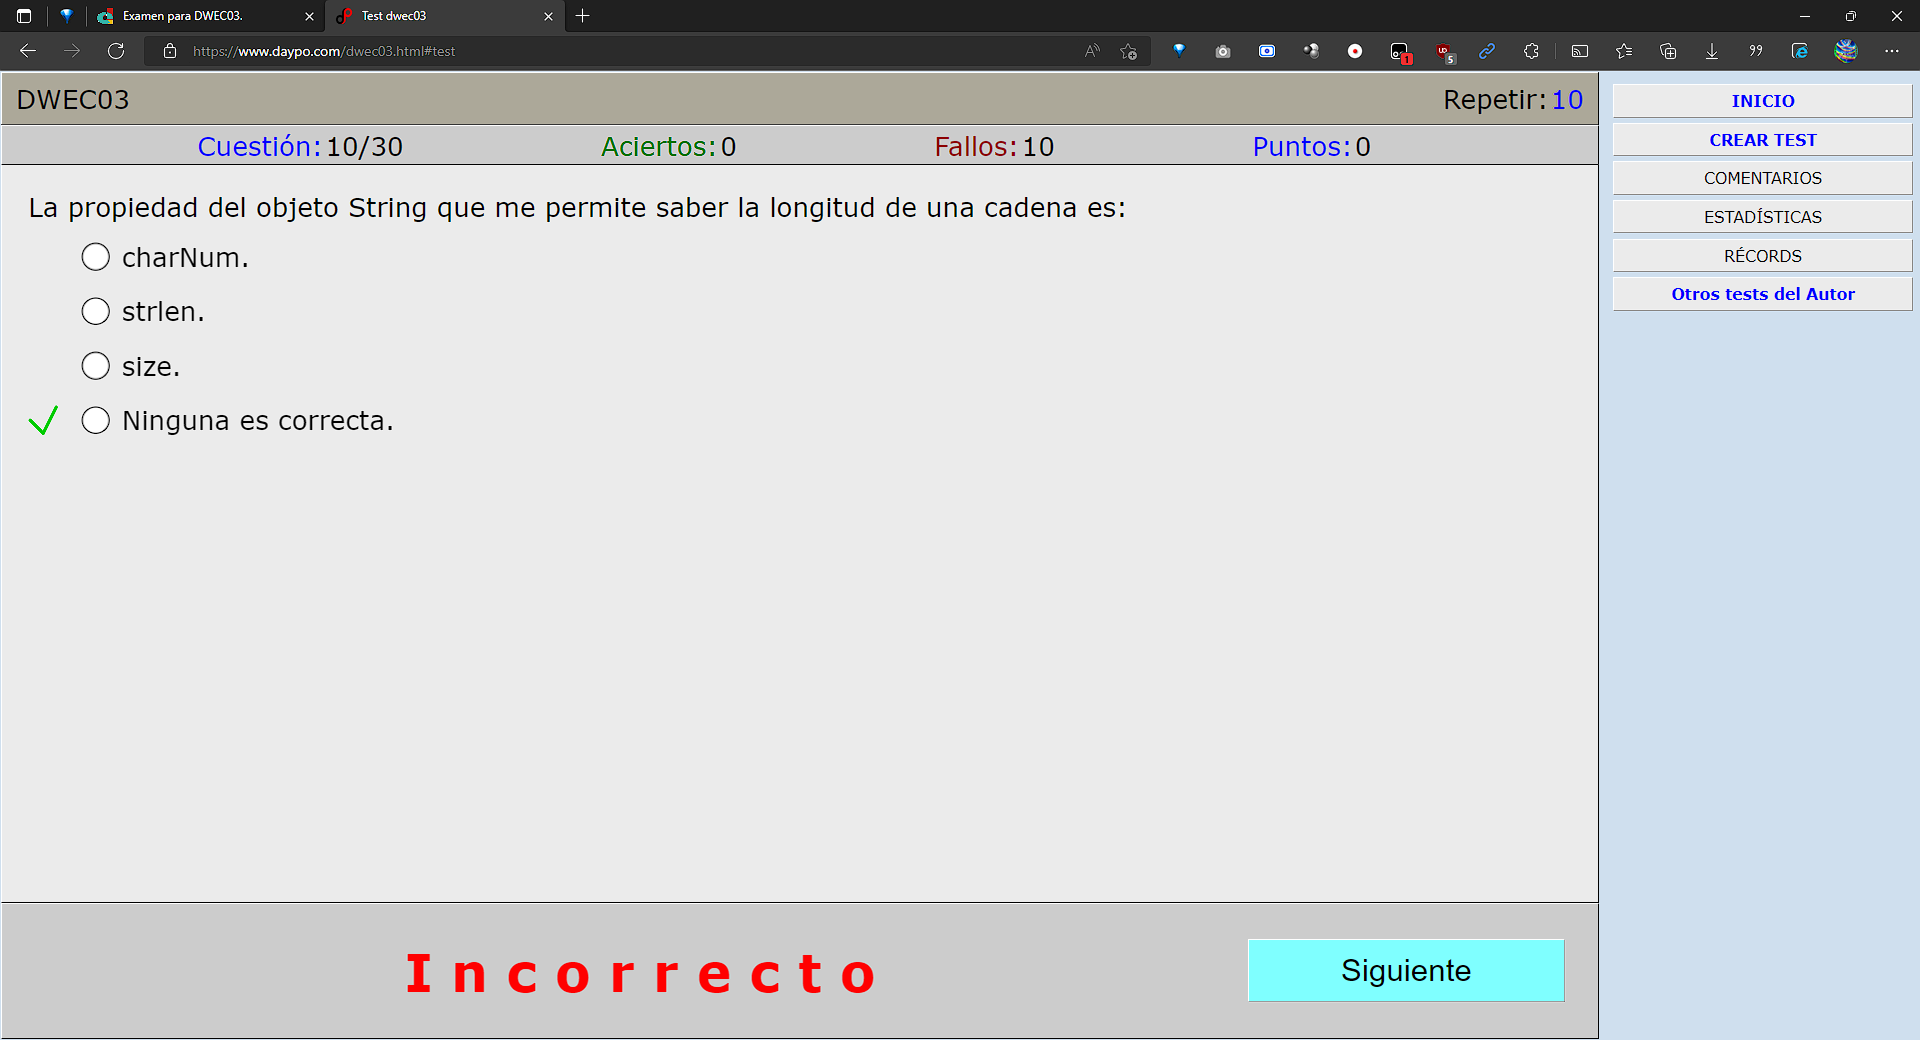 Examen para DWEC03.
Test dwec03
https://www.daypo.com/dwec03.html#test
1
5
DWEC03
Repetir: 10
Cuestión: 10/30
Aciertos: 0
Fallos: 10
Puntos: 0
La propiedad del objeto String que me permite saber la longitud de una cadena es:
charNum.
strlen.
size.
Ninguna es correcta.
Incorrecto
Siguiente
INICIO
CREAR TEST
COMENTARIOS
ESTADÍSTICAS
RÉCORDS
Otros tests del Autor